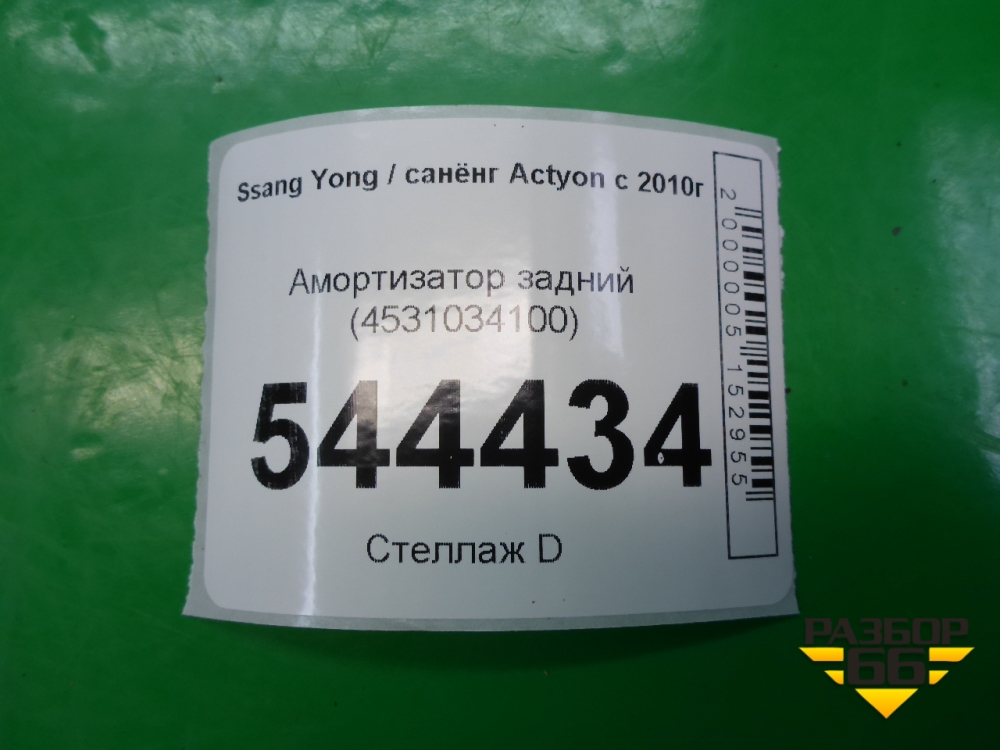 Ssang Yong / санёнг Actyon с 2010г
Амортизатор задний
(4531034100)
544434
Стеллаж D
2000005152955
РАЗБОР
66